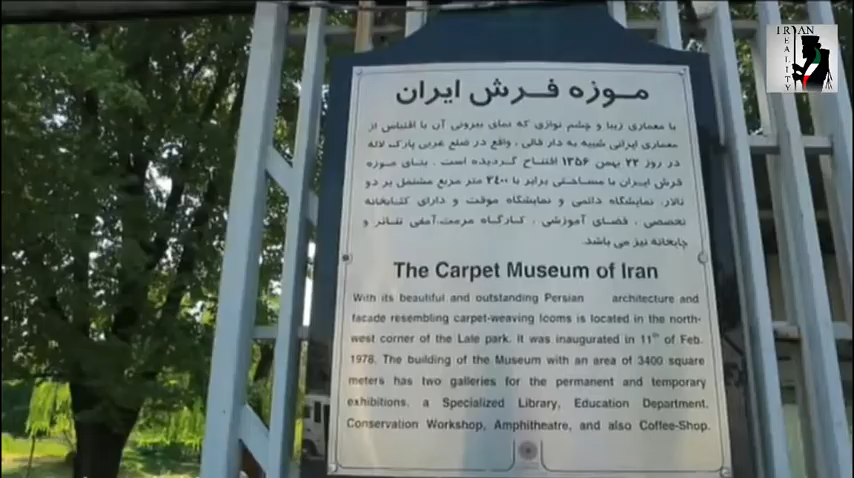 موزه فرش ایران
با معماری زیبا و چشم نوازی که نمای بیرونی آن با اقتباس از
معماری ایرانی شبیه به دار قالی ، واقع در ضلع غربی پارک لاله
در روز ۲۲ بهمن ۱۳۵۶ افتتاح گردیده است . بنای موزه
فرش ایران با مساحتی برابر با ۳٤۰۰ متر مربع مشتمل بر دو
تالار، نمایشگاه دائمی و نمایشگاه موقت و دارای کتابخانه
تخصصی ، فضای آموزشی ، کارگاه مرمت،آمفی تئاتر و
چایخانه نیز می باشد.
The Carpet Museum of Iran
With its beautiful and outstanding Persian architecture and
facade resembling carpet-weaving looms is located in the north-
west corner of the Lale park. It was inaugurated in 11th of Feb.
1978. The building of the Museum with an area of 3400 square
meters has two galleries for the permanent and temporary
exhibitions. a Specialized Library, Education Department,
Conservation Workshop, Amphitheatre, and also Coffee-Shop.
IRAN
REALITY